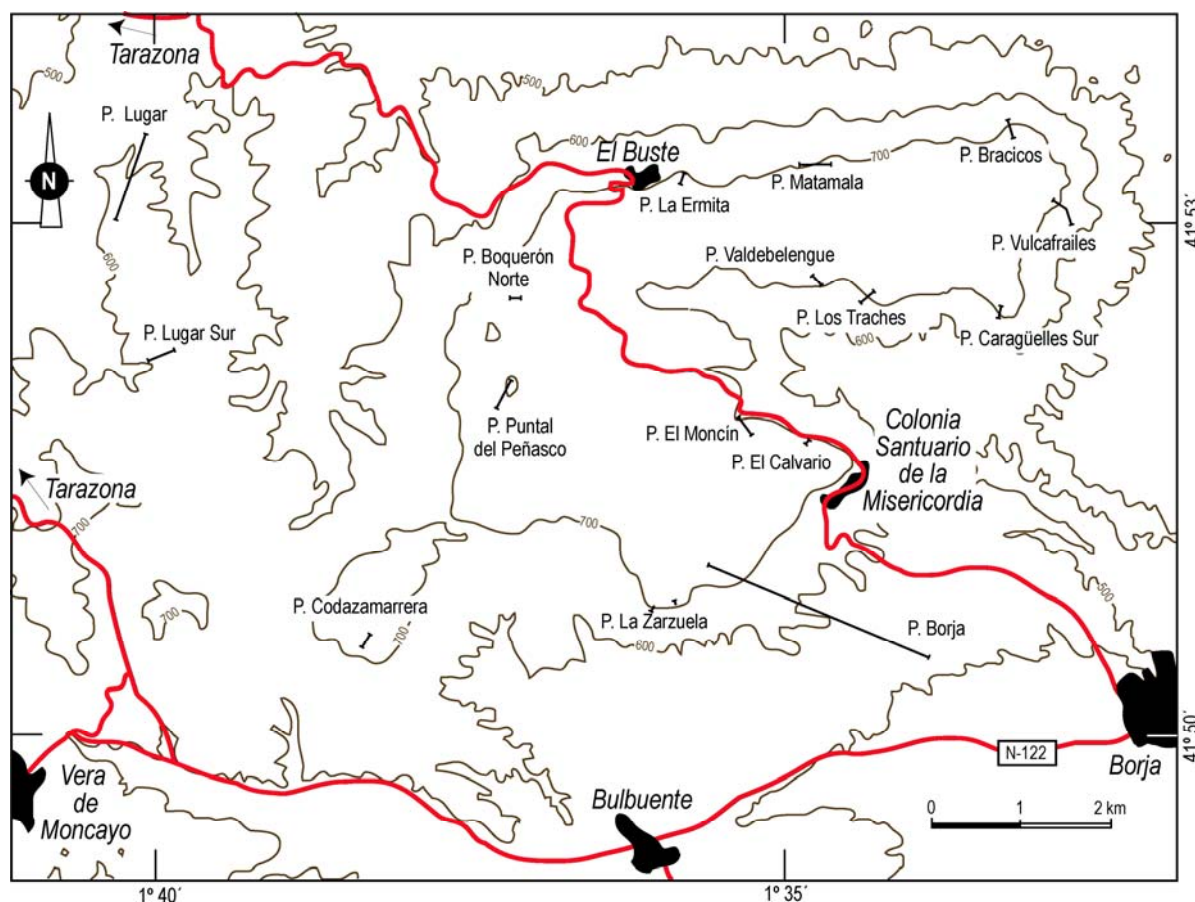 Tarazona
500
500
P. Lugar
600
N
El Buste
700
P. Bracicos
P. Matamala
P. La Ermita
41º 53´
P. Vulcafrailes
P. Boquerón
Norte
P. Valdebelengue
600
P. Los Traches
P. Caragüelles Sur
600
P. Lugar Sur
P. Puntal
del Peñasco
P. El Moncín
P. El Calvario
Colonia
Santuario
de la
Misericordia
Tarazona
700
700
500
700
P. Codazamarrera
700
P. La Zarzuela
600
P. Borja
41º 50´
N-122
Borja
Vera
de
Moncayo
Bulbuente
0 1 2 km
1º 40´
1º 35´